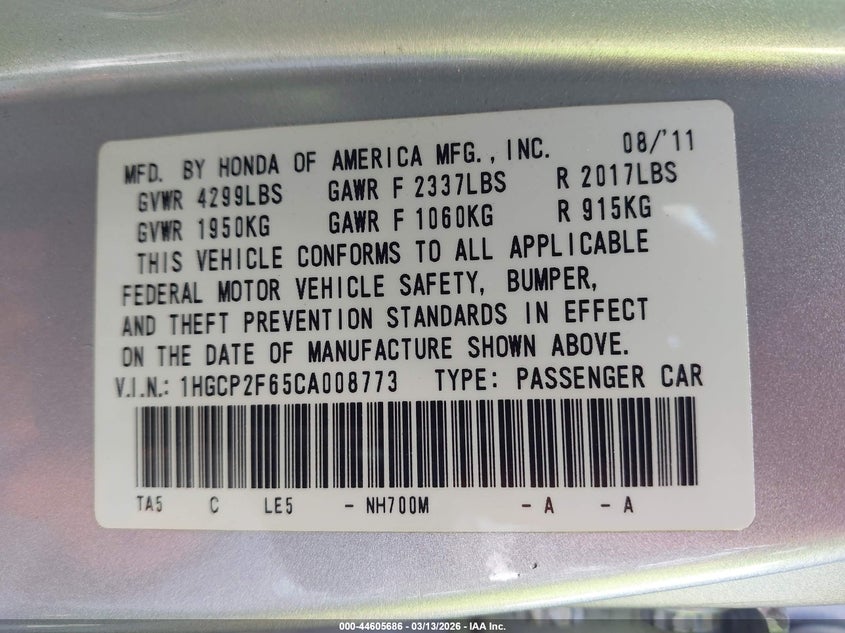 MFD. BY HONDA OF AMERICA MFG., INC. 08/'11
GVWR 4299LBS GAWR F 2337LBS R 2017LBS
GVWR 1950KG GAWR F 1060KG R 915KG
THIS VEHICLE CONFORMS TO ALL APPLICABLE
FEDERAL MOTOR VEHICLE SAFETY, BUMPER,
AND THEFT PREVENTION STANDARDS IN EFFECT
ON THE DATE OF MANUFACTURE SHOWN ABOVE.
V.I.N.: 1HGCP2F65CA008773 TYPE: PASSENGER CAR
TA5 C LE5 - NH700M - A - A
000-44605686 - 03/13/2026 - IAA Inc.